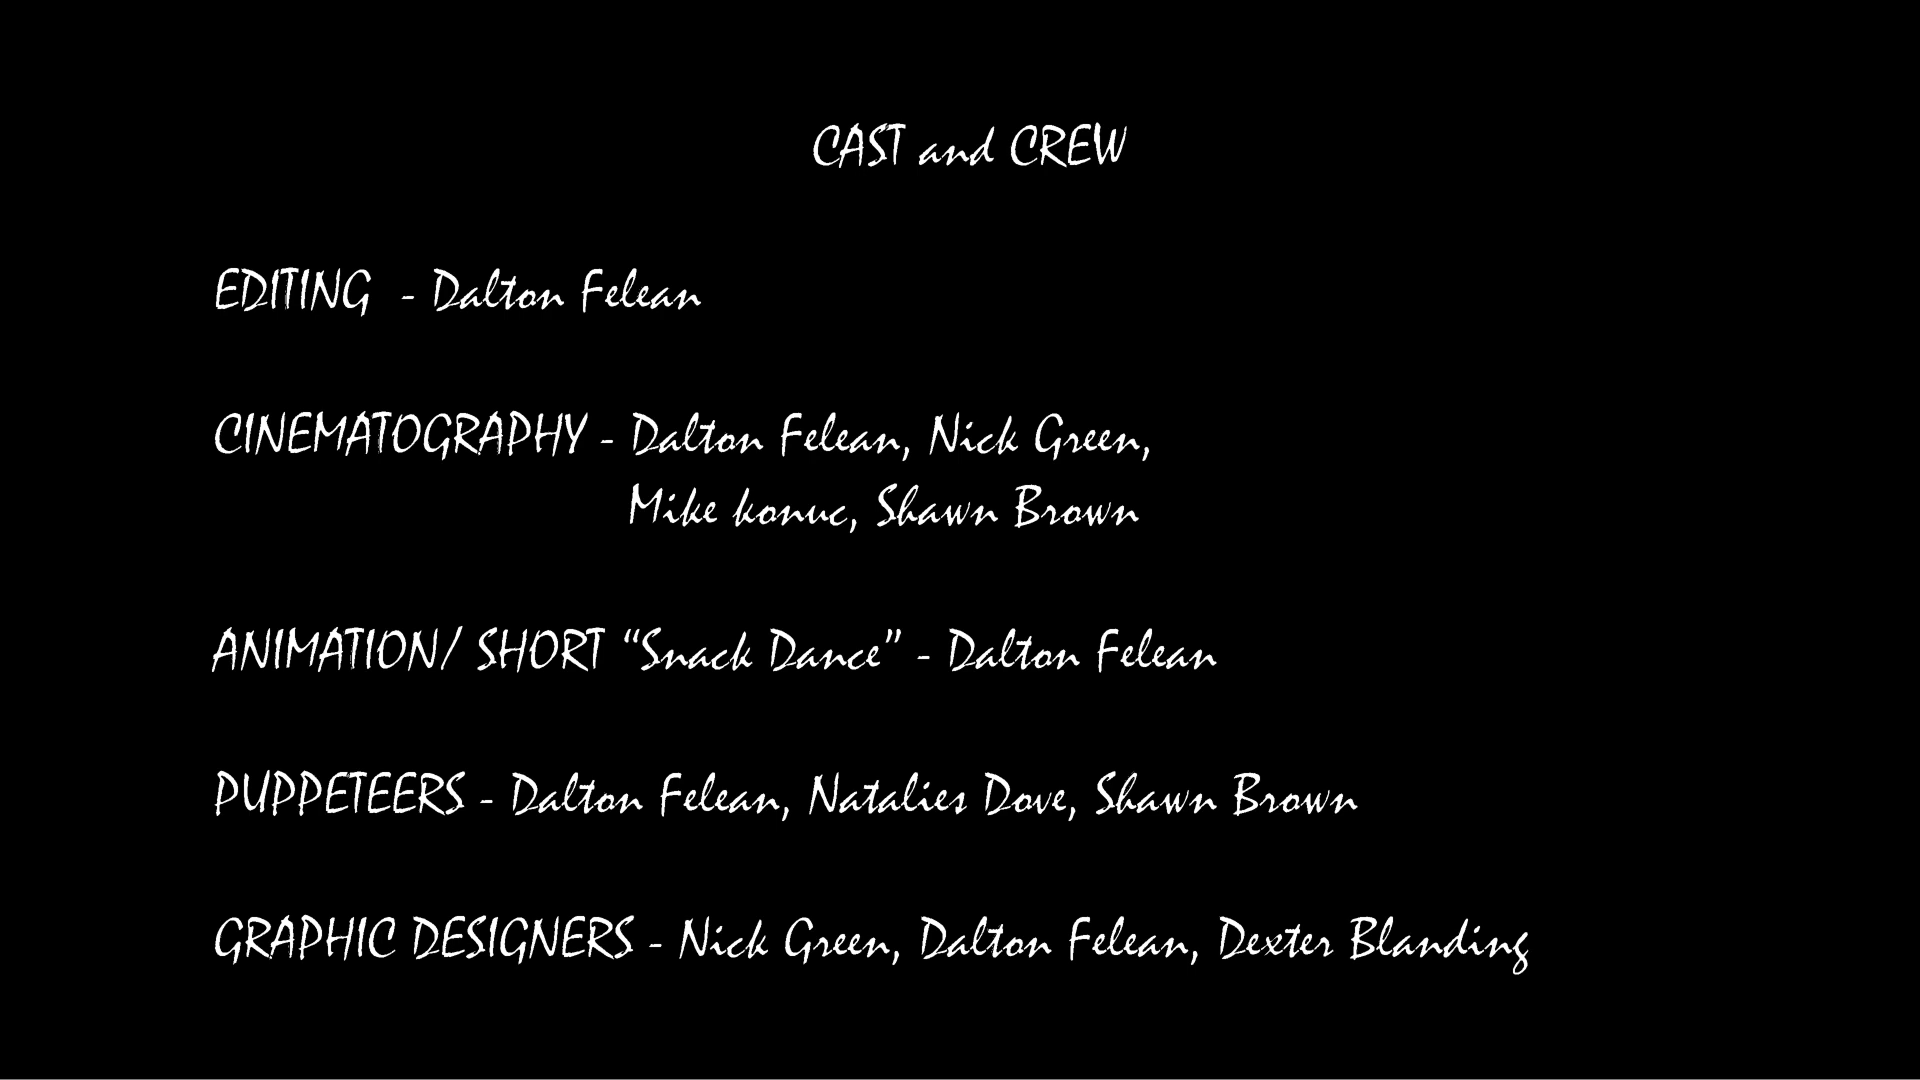 CAST and CREW
EDITING - Dalton Felean
CINEMATOGRAPHY - Dalton Felean, Nick Green,
Mike konuc, Shawn Brown
ANIMATION/ SHORT “Snack Dance” - Dalton Felean
PUPPETEERS - Dalton Felean, Natalies Dove, Shawn Brown
GRAPHIC DESIGNERS - Nick Green, Dalton Felean, Dexter Blanding